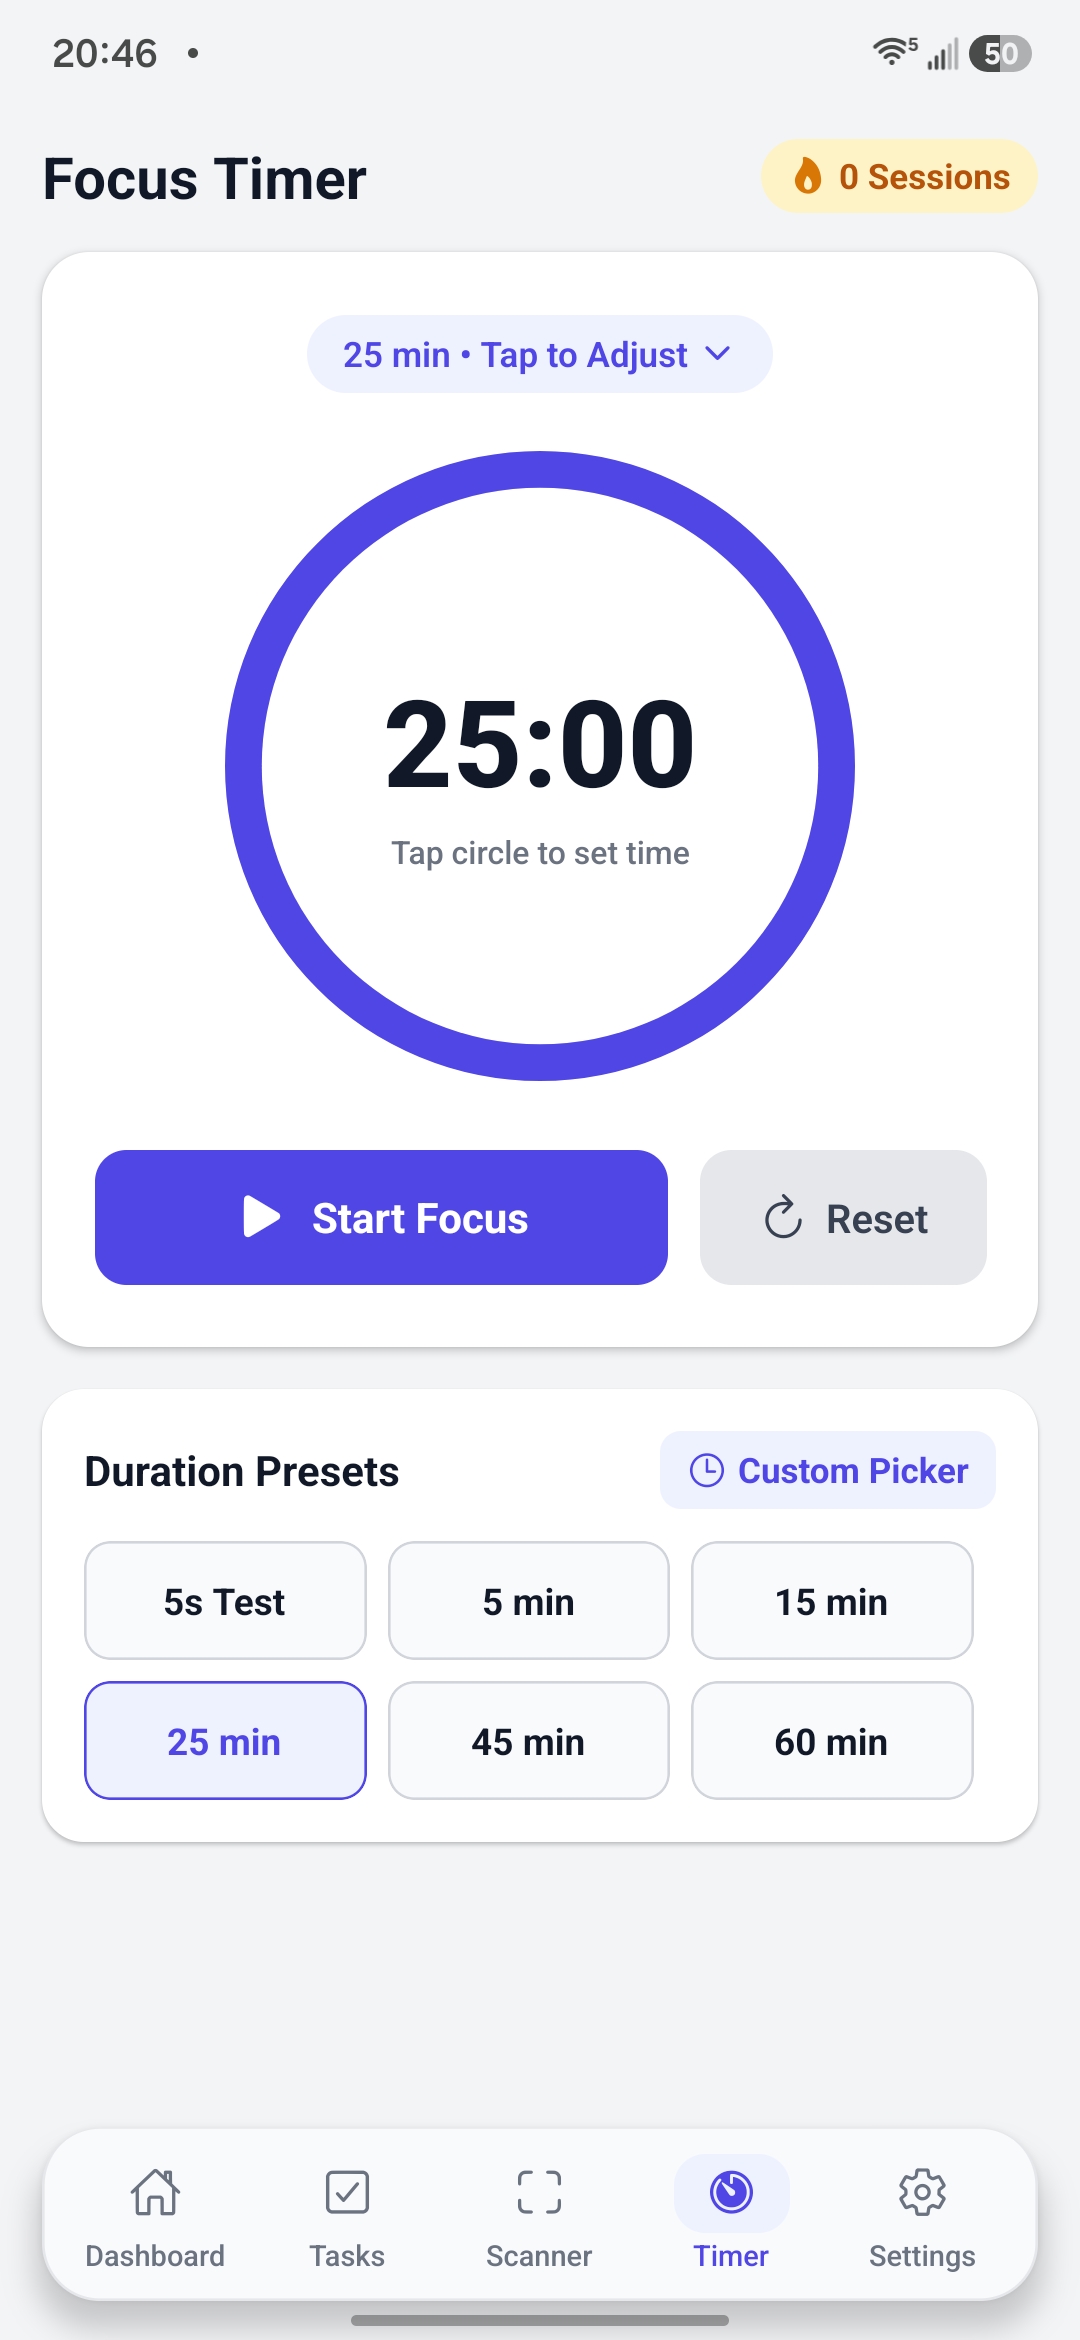 20:46 •
5
50
Focus Timer
0 Sessions
25 min • Tap to Adjust
25:00
Tap circle to set time
Start Focus
Reset
Duration Presets
Custom Picker
5s Test
5 min
15 min
25 min
45 min
60 min
Dashboard
Tasks
Scanner
Timer
Settings